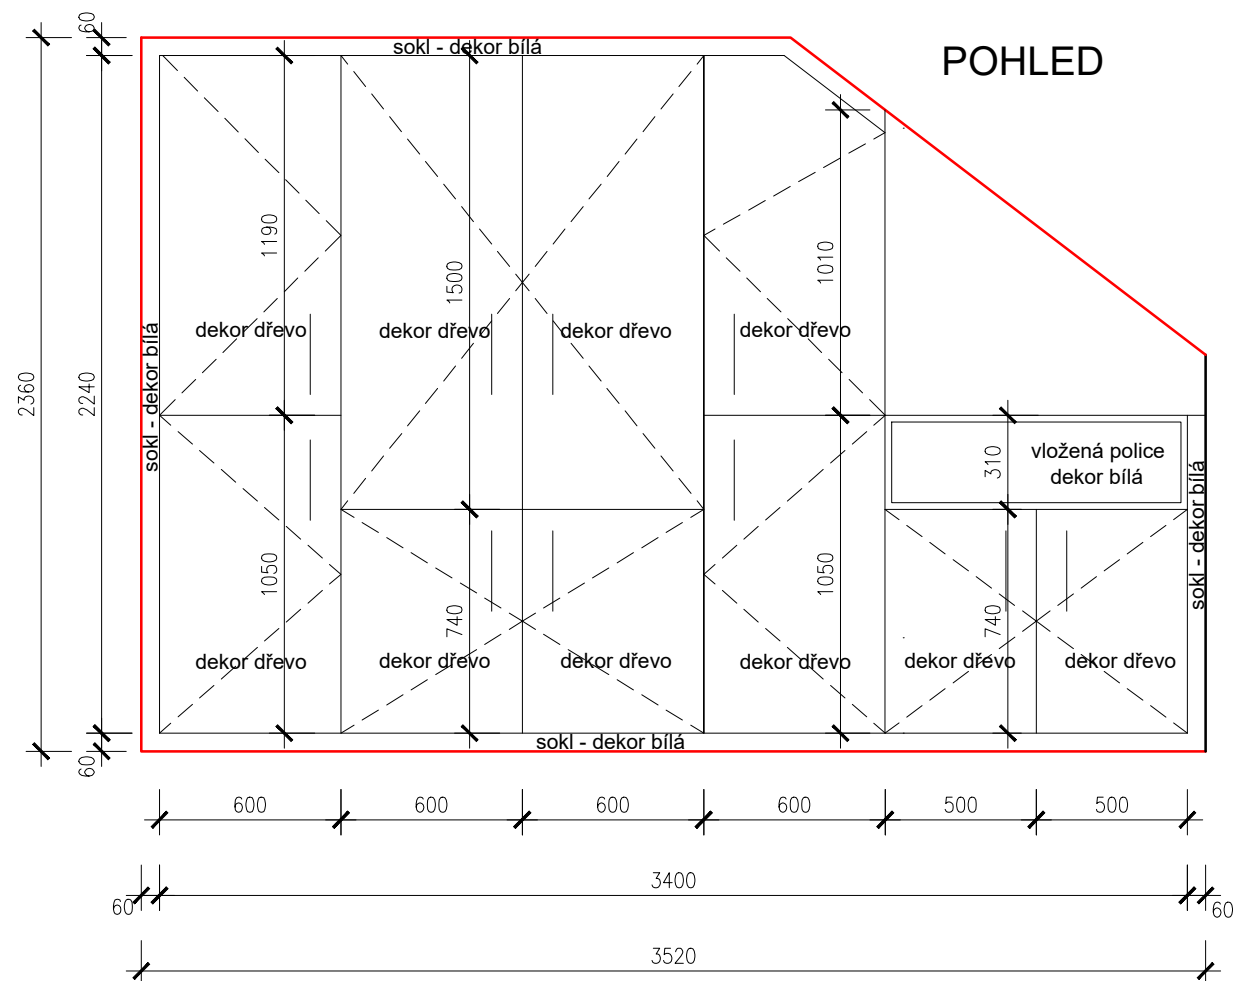 POHLED
60
sokl - dekor bílá
1190
1500
1010
dekor dřevo
dekor dřevo
dekor dřevo
dekor dřevo
2360
2240
sokl - dekor bílá
310
vložená police
dekor bílá
sokl - dekor bílá
1050
740
1050
740
dekor dřevo
dekor dřevo
dekor dřevo
dekor dřevo
dekor dřevo
dekor dřevo
sokl - dekor bílá
60
600
600
600
600
500
500
60
3400
60
3520